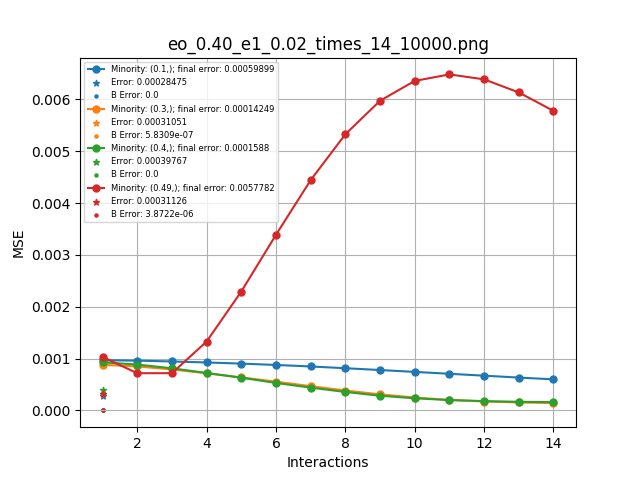 eo_0.40_e1_0.02_times_14_10000.png
Minority: (0.1,); final error: 0.00059899
Error: 0.00028475
B Error: 0.0
Minority: (0.3,); final error: 0.00014249
Error: 0.00031051
B Error: 5.8309e-07
Minority: (0.4,); final error: 0.0001588
Error: 0.00039767
B Error: 0.0
Minority: (0.49,); final error: 0.0057782
Error: 0.00031126
B Error: 3.8722e-06
0.006
0.005
0.004
0.003
0.002
0.001
0.000
MSE
2 4 6 8 10 12 14
Interactions